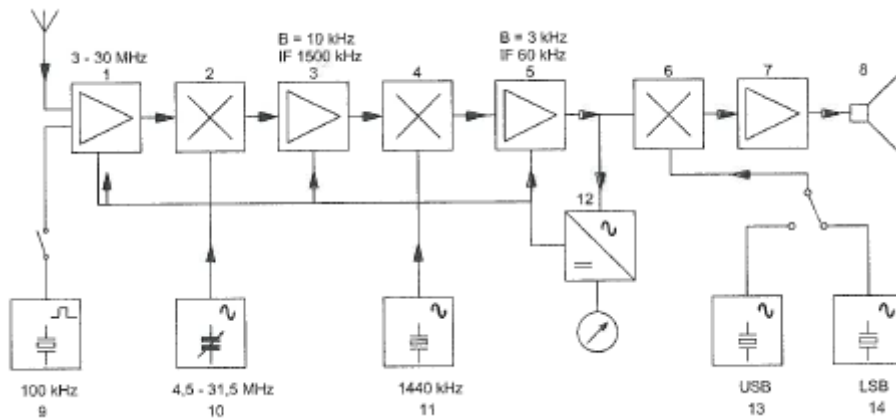 3 - 30 MHz
1
2
B = 10 kHz
IF 1500 kHz
3
4
B = 3 kHz
IF 60 kHz
5
6
7
8
12
100 kHz
9
4,5 - 31,5 MHz
10
1440 kHz
11
USB
13
LSB
14